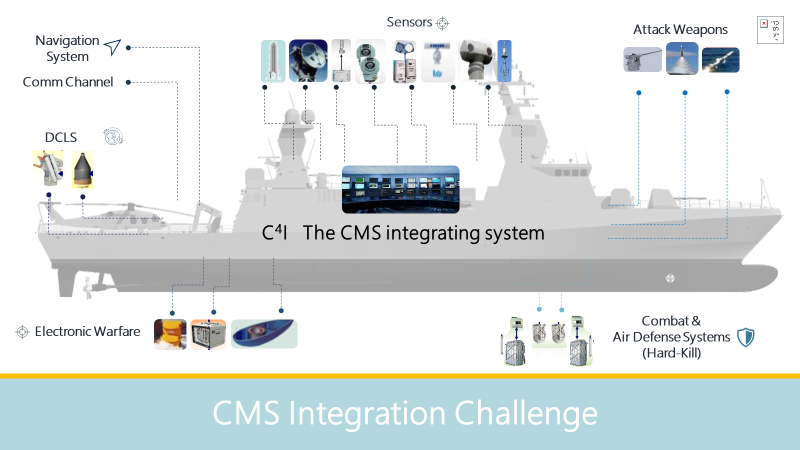 Sensors
Attack Weapons
Navigation
System
Comm Channel
DCLS
C⁴I The CMS integrating system
Electronic Warfare
Combat &
Air Defense Systems
(Hard-Kill)
CMS Integration Challenge